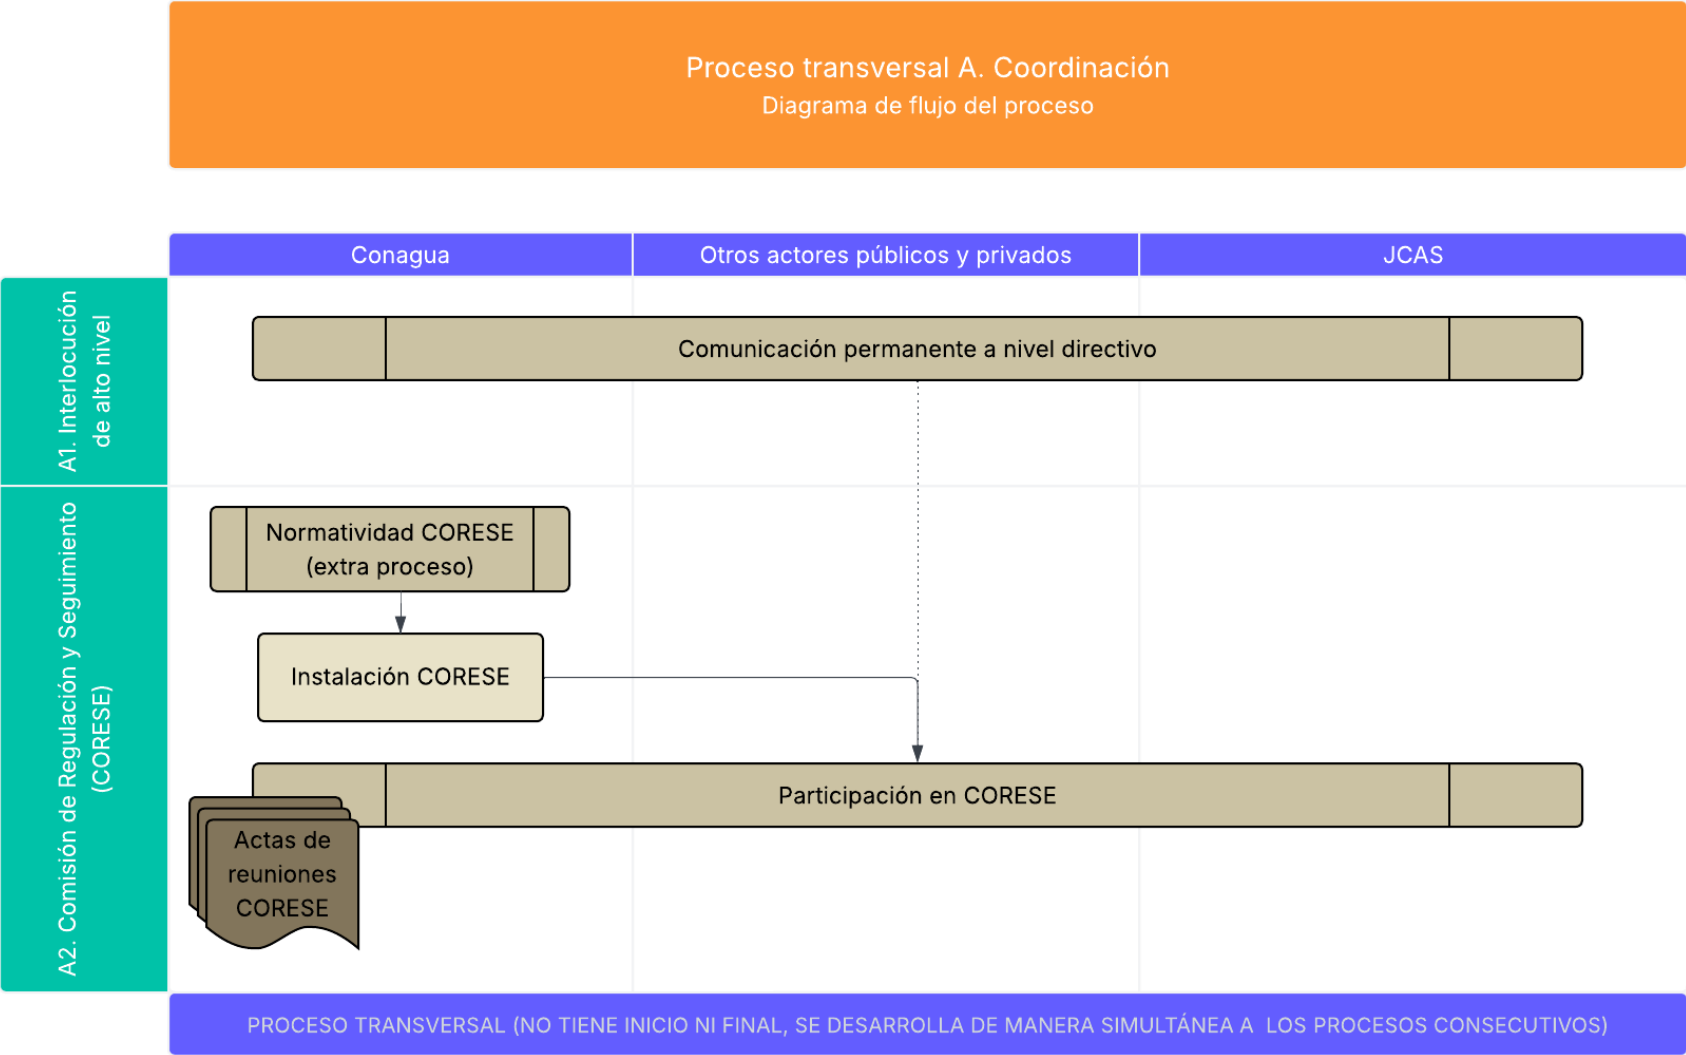 Proceso transversal A. Coordinación
Diagrama de flujo del proceso
Conagua
Otros actores públicos y privados
JCAS
A1. Interlocución
de alto nivel
Comunicación permanente a nivel directivo
A2. Comisión de Regulación y Seguimiento
(CORESE)
Normatividad CORESE
(extra proceso)
Instalación CORESE
Participación en CORESE
Actas de
reuniones
CORESE
PROCESO TRANSVERSAL (NO TIENE INICIO NI FINAL, SE DESARROLLA DE MANERA SIMULTÁNEA A  LOS PROCESOS CONSECUTIVOS)